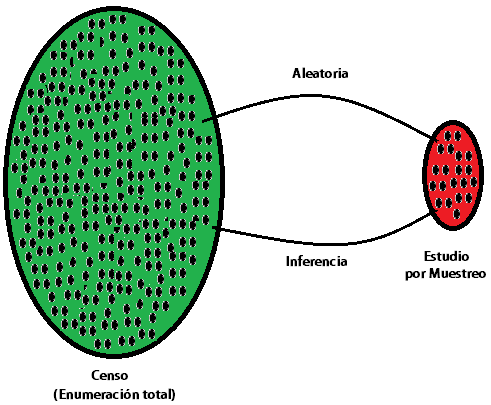 Aleatoria
Inferencia
Estudio
por Muestreo
Censo
(Enumeración total)